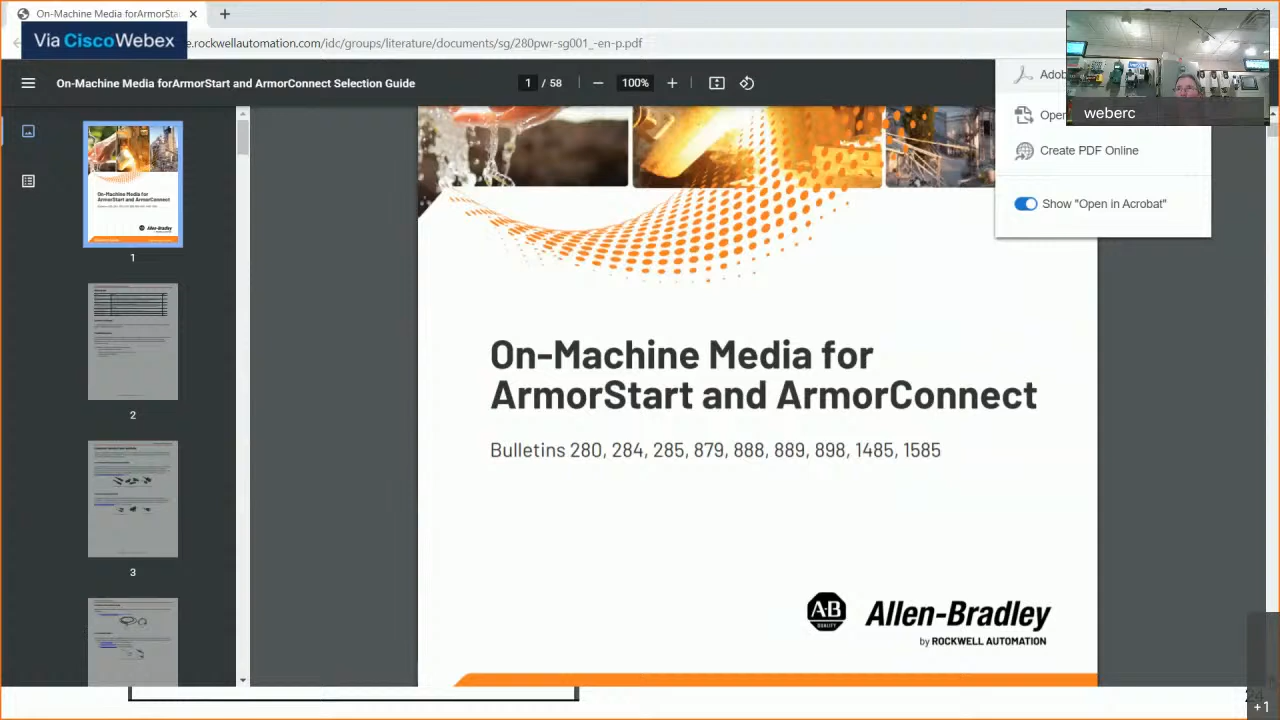 On-Machine Media forArmorSta
Via CiscoWebex
e.rockwellautomation.com/idc/groups/literature/documents/sg/280pwr-sg001_-en-p.pdf
On-Machine Media forArmorStart and ArmorConnect Selection Guide
1 / 58
100%
Adob
Open
Create PDF Online
Show "Open in Acrobat"
weberc
1
2
3
On-Machine Media for
ArmorStart and ArmorConnect
Bulletins 280, 284, 285, 879, 888, 889, 898, 1485, 1585
AB
QUALITY
Allen-Bradley
by ROCKWELL AUTOMATION
+1